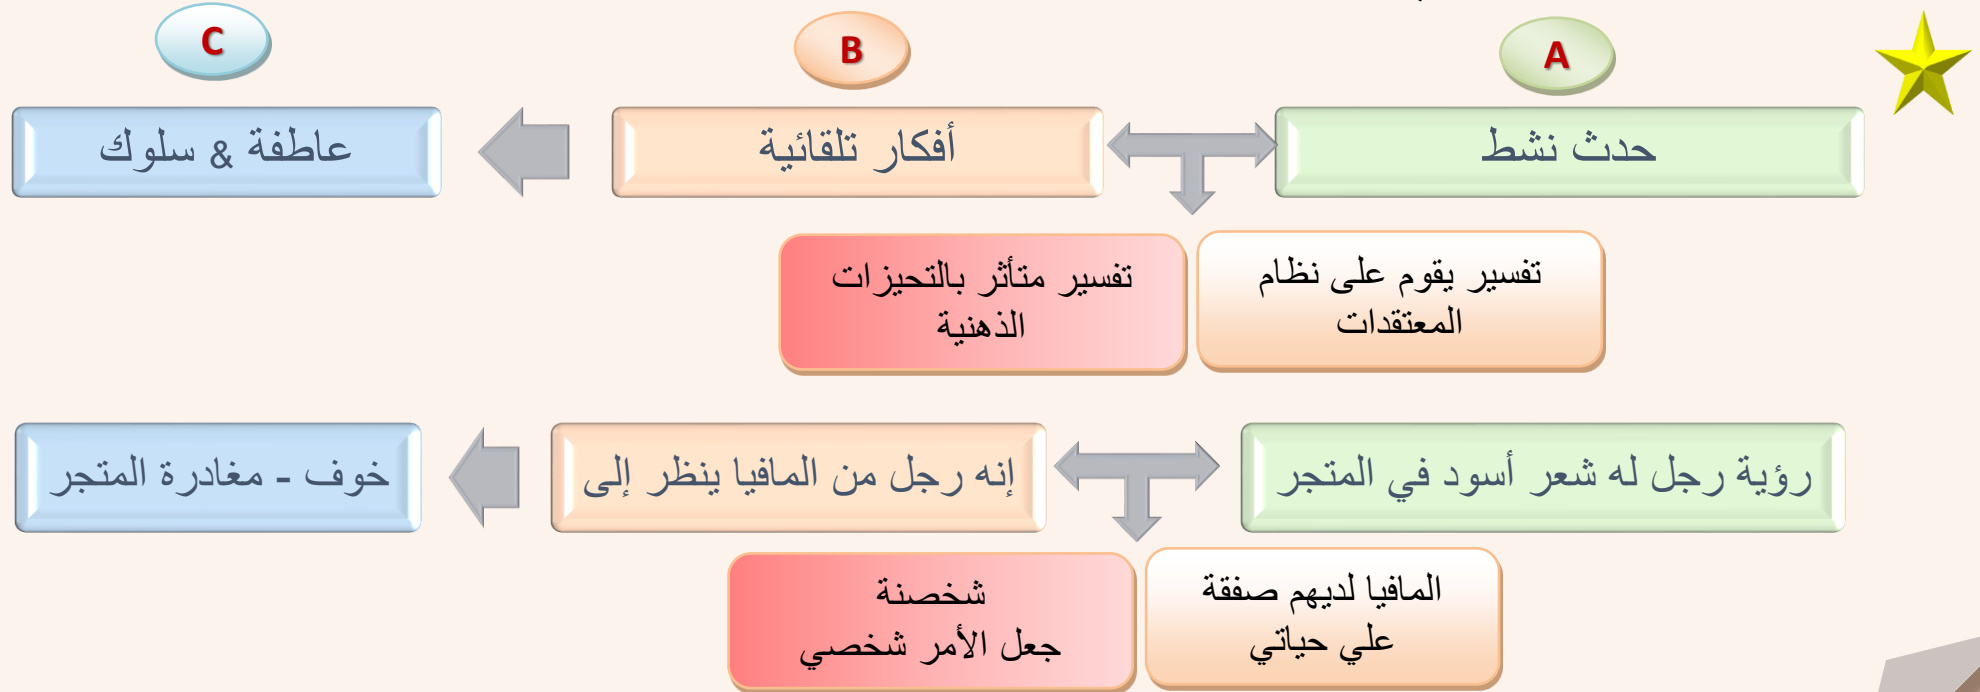 A
B
C
حدث نشط
أفكار تلقائية
عاطفة & سلوك
تفسير يقوم على نظام
المعتقدات
تفسير متأثر بالتحيزات
الذهنية
رؤية رجل له شعر أسود في المتجر
إنه رجل من المافيا ينظر إلى
خوف - مغادرة المتجر
المافيا لديهم صفقة
علي حياتي
شخصنة
جعل الأمر شخصي